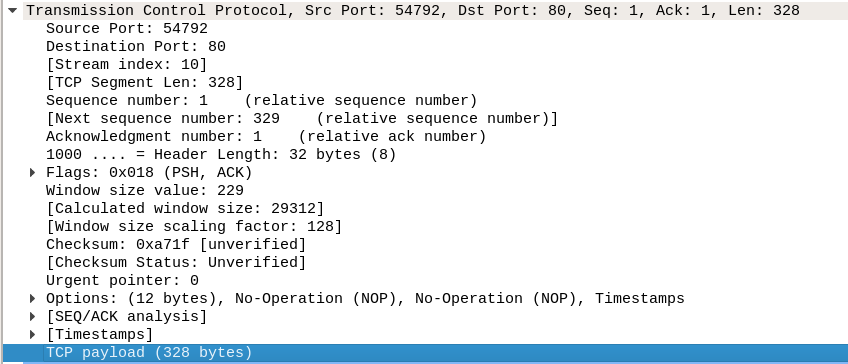 Transmission Control Protocol, Src Port: 54792, Dst Port: 80, Seq: 1, Ack: 1, Len: 328
Source Port: 54792
Destination Port: 80
[Stream index: 10]
[TCP Segment Len: 328]
Sequence number: 1    (relative sequence number)
[Next sequence number: 329    (relative sequence number)]
Acknowledgment number: 1    (relative ack number)
1000 .... = Header Length: 32 bytes (8)
Flags: 0x018 (PSH, ACK)
Window size value: 229
[Calculated window size: 29312]
[Window size scaling factor: 128]
Checksum: 0xa71f [unverified]
[Checksum Status: Unverified]
Urgent pointer: 0
Options: (12 bytes), No-Operation (NOP), No-Operation (NOP), Timestamps
[SEQ/ACK analysis]
[Timestamps]
TCP payload (328 bytes)